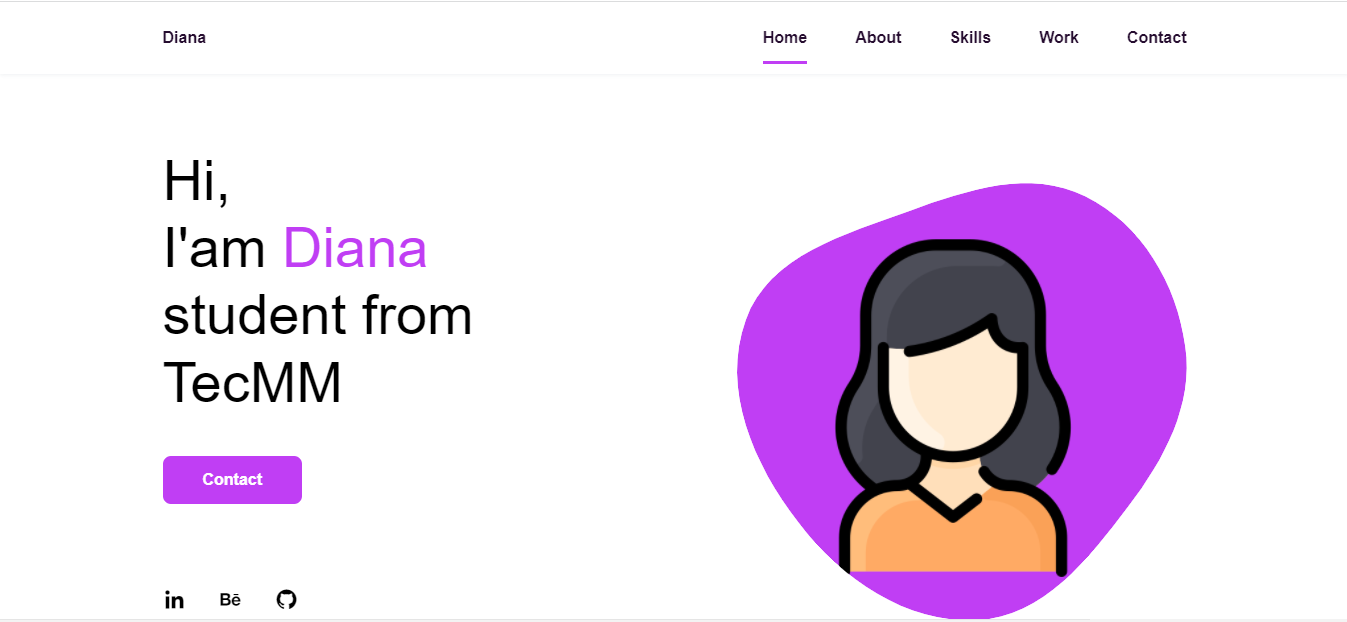 Diana
Home About Skills Work Contact
Hi,
I'am Diana
student from
TecMM
Contact
in Bē